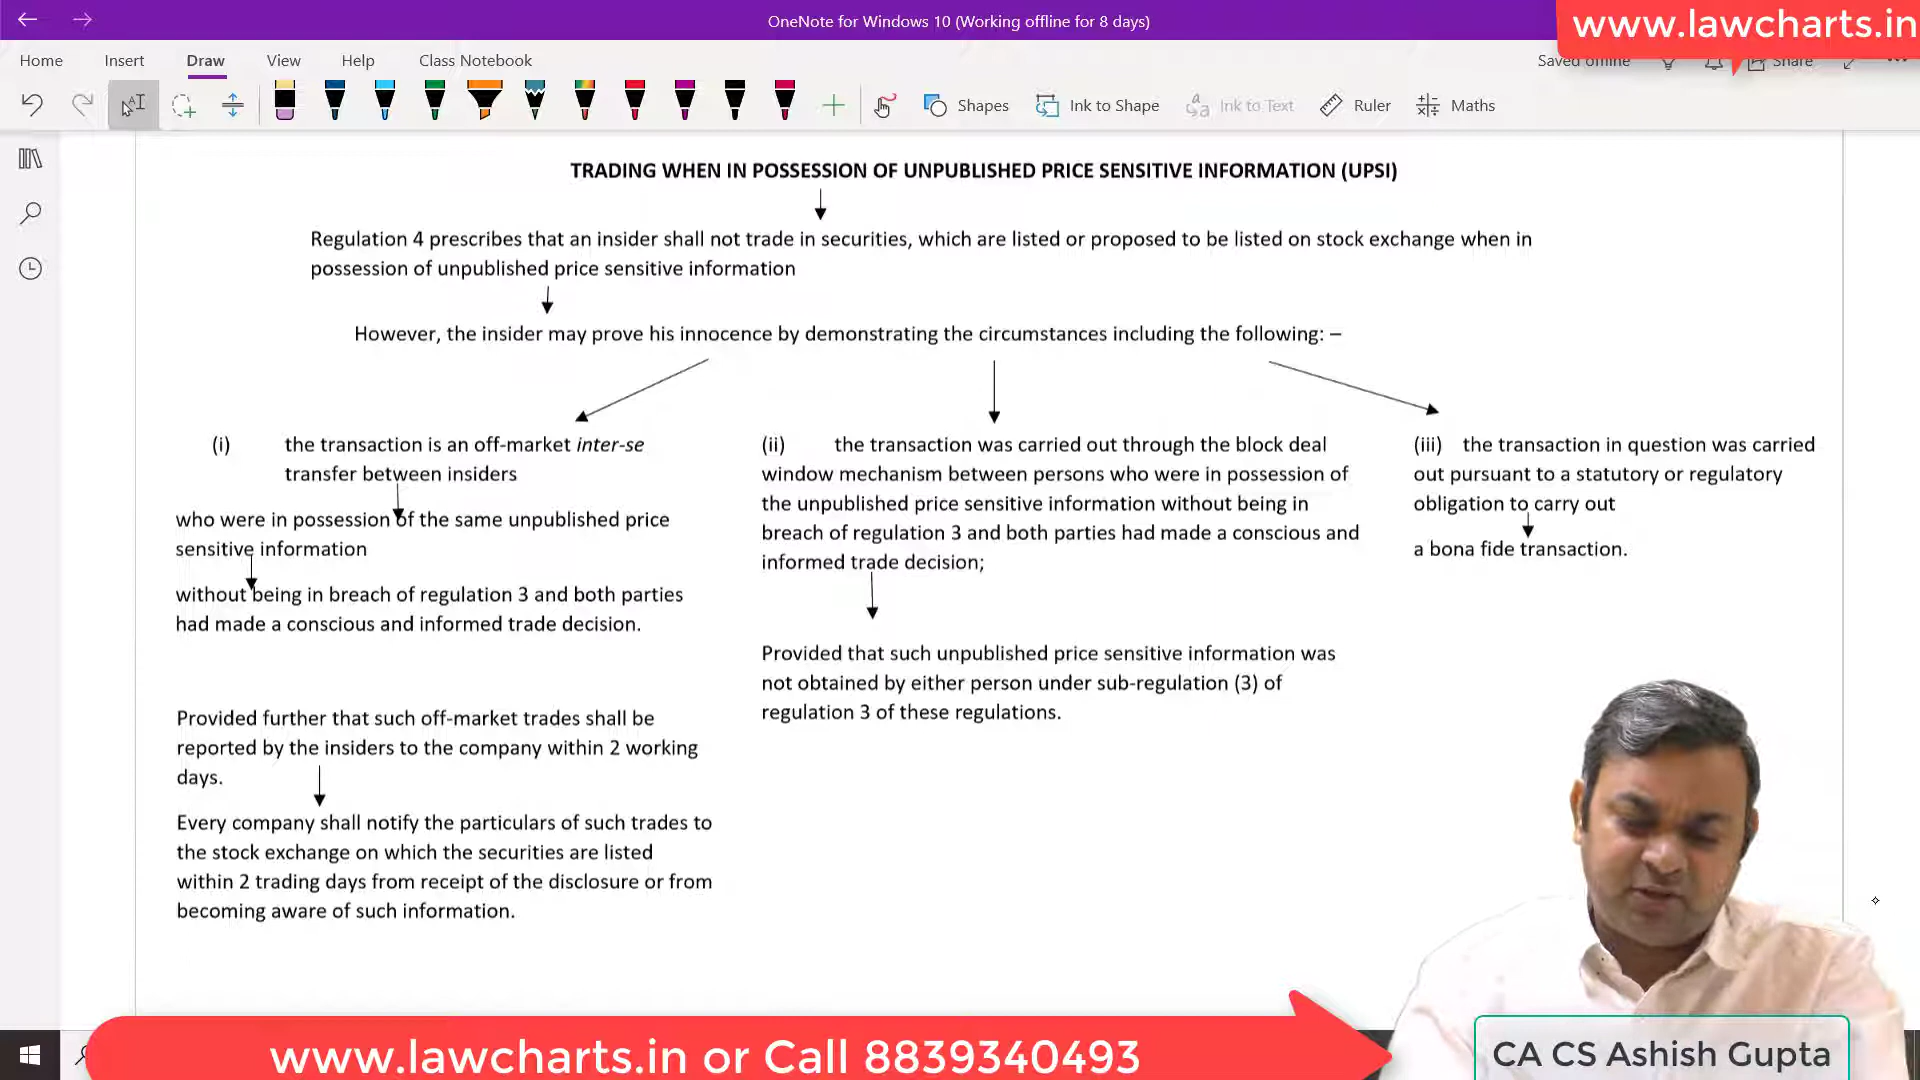 OneNote for Windows 10 (Working offline for 8 days)
www.lawcharts.in
Home Insert Draw View Help Class Notebook
Saved offline Share
Shapes Ink to Shape Ink to Text Ruler Maths
TRADING WHEN IN POSSESSION OF UNPUBLISHED PRICE SENSITIVE INFORMATION (UPSI)
Regulation 4 prescribes that an insider shall not trade in securities, which are listed or proposed to be listed on stock exchange when in
possession of unpublished price sensitive information
However, the insider may prove his innocence by demonstrating the circumstances including the following: –
(i) the transaction is an off-market inter-se
transfer between insiders
who were in possession of the same unpublished price
sensitive information
without being in breach of regulation 3 and both parties
had made a conscious and informed trade decision.
Provided further that such off-market trades shall be
reported by the insiders to the company within 2 working
days.
Every company shall notify the particulars of such trades to
the stock exchange on which the securities are listed
within 2 trading days from receipt of the disclosure or from
becoming aware of such information.
(ii) the transaction was carried out through the block deal
window mechanism between persons who were in possession of
the unpublished price sensitive information without being in
breach of regulation 3 and both parties had made a conscious and
informed trade decision;
Provided that such unpublished price sensitive information was
not obtained by either person under sub-regulation (3) of
regulation 3 of these regulations.
(iii) the transaction in question was carried
out pursuant to a statutory or regulatory
obligation to carry out
a bona fide transaction.
www.lawcharts.in or Call 8839340493
CA CS Ashish Gupta